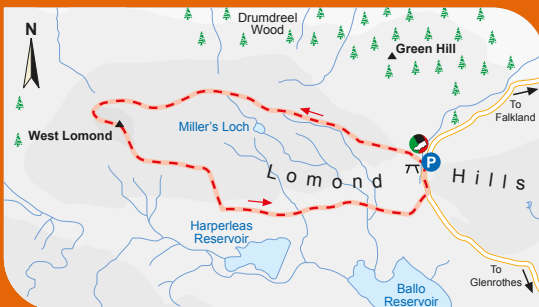 N
Drumdreel
Wood
Green Hill
To
Falkland
Miller's Loch
West Lomond
P
Lomond Hills
Harperleas
Reservoir
To
Glenrothes
Ballo
Reservoir